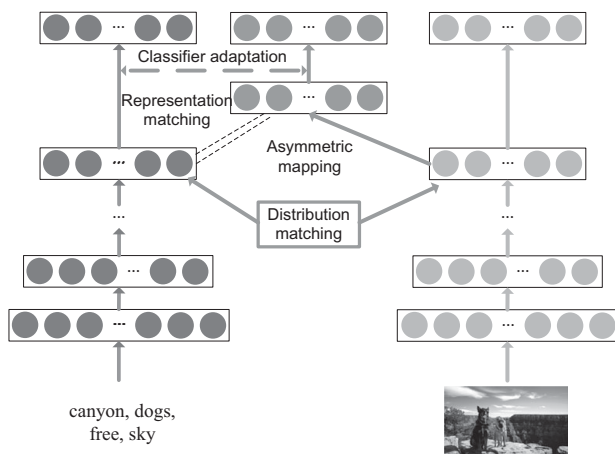 ...
...
...
Classifier adaptation
...
Representation
matching
...
Asymmetric
mapping
...
Distribution
matching
...
...
...
...
...
...
canyon, dogs,
free, sky